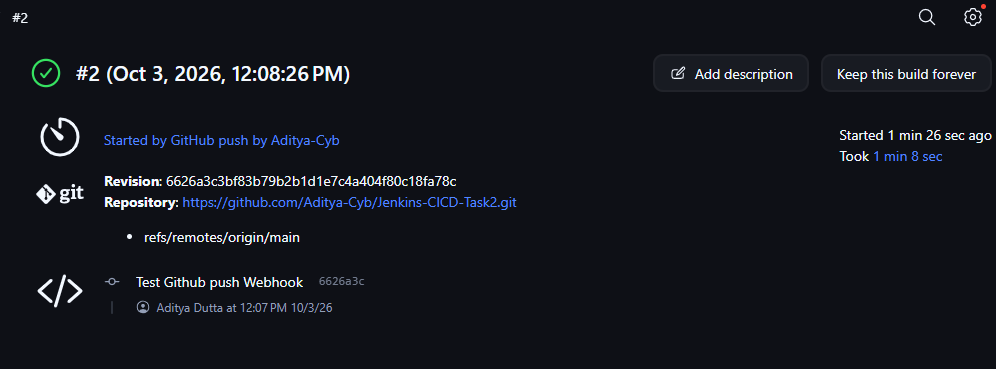 #2
#2 (Oct 3, 2026, 12:08:26 PM)
Add description
Keep this build forever
Started by GitHub push by Aditya-Cyb
Started 1 min 26 sec ago
Took 1 min 8 sec
git
Revision: 6626a3c3bf83b79b2b1d1e7c4a404f80c18fa78c
Repository: https://github.com/Aditya-Cyb/Jenkins-CICD-Task2.git
refs/remotes/origin/main
Test Github push Webhook 6626a3c
Aditya Dutta at 12:07 PM 10/3/26